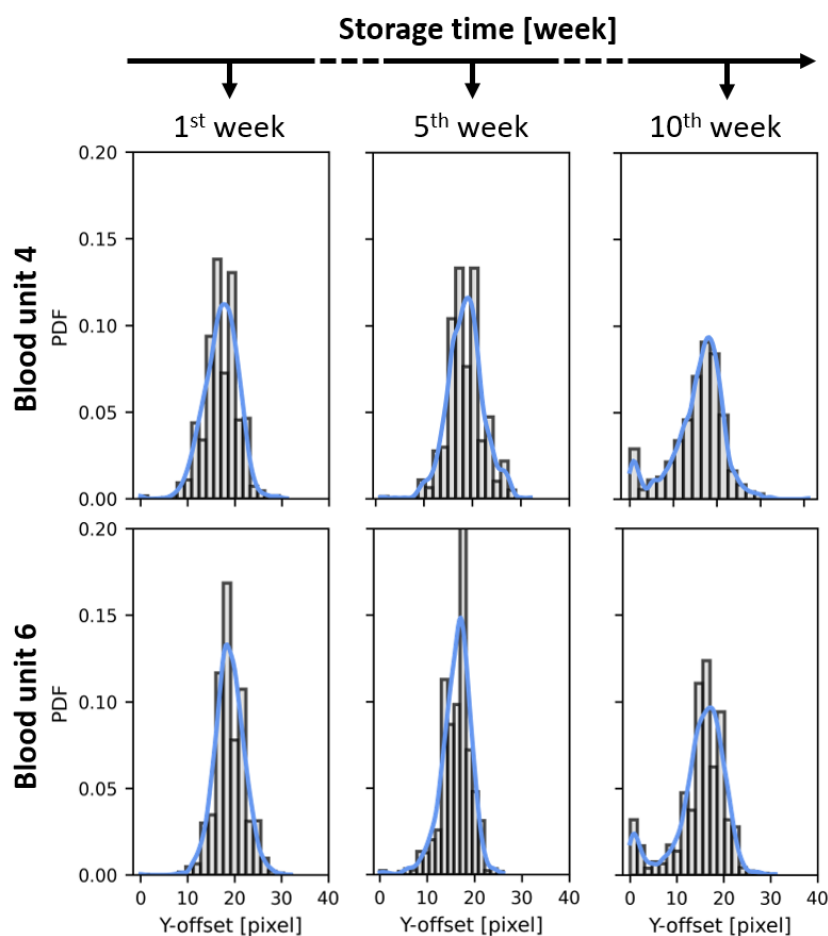 Storage time [week]
1st week 5th week 10th week
Blood unit 4
PDF
0.20
0.15
0.10
0.05
0.00
Blood unit 6
PDF
0.20
0.15
0.10
0.05
0.00
0 10 20 30 40 0 10 20 30 40 0 10 20 30 40
Y-offset [pixel] Y-offset [pixel] Y-offset [pixel]